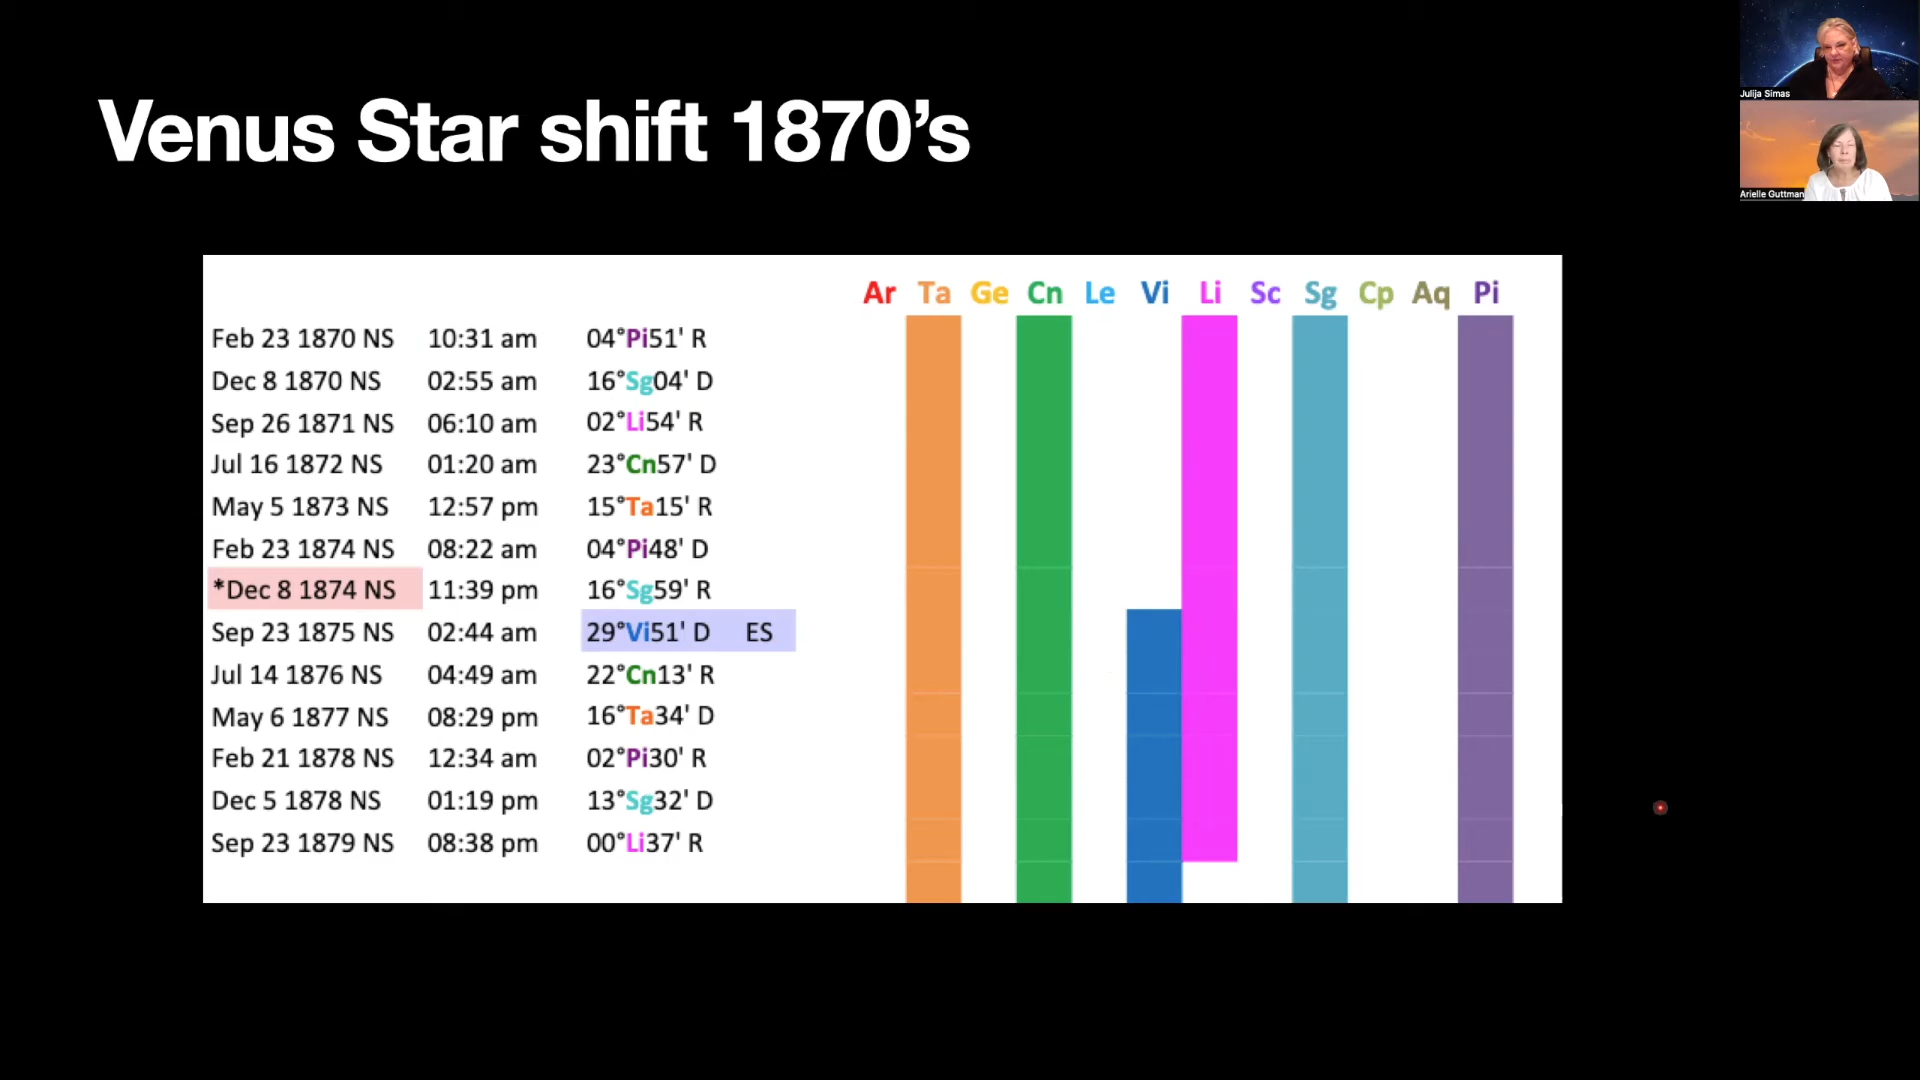 Venus Star shift 1870’s
Julija Simas
Arielle Guttman
Ar Ta Ge Cn Le Vi Li Sc Sg Cp Aq Pi
Feb 23 1870 NS 10:31 am 04°Pi51' R
Dec 8 1870 NS 02:55 am 16°Sg04' D
Sep 26 1871 NS 06:10 am 02°Li54' R
Jul 16 1872 NS 01:20 am 23°Cn57' D
May 5 1873 NS 12:57 pm 15°Ta15' R
Feb 23 1874 NS 08:22 am 04°Pi48' D
*Dec 8 1874 NS 11:39 pm 16°Sg59' R
Sep 23 1875 NS 02:44 am 29°Vi51' D ES
Jul 14 1876 NS 04:49 am 22°Cn13' R
May 6 1877 NS 08:29 pm 16°Ta34' D
Feb 21 1878 NS 12:34 am 02°Pi30' R
Dec 5 1878 NS 01:19 pm 13°Sg32' D
Sep 23 1879 NS 08:38 pm 00°Li37' R